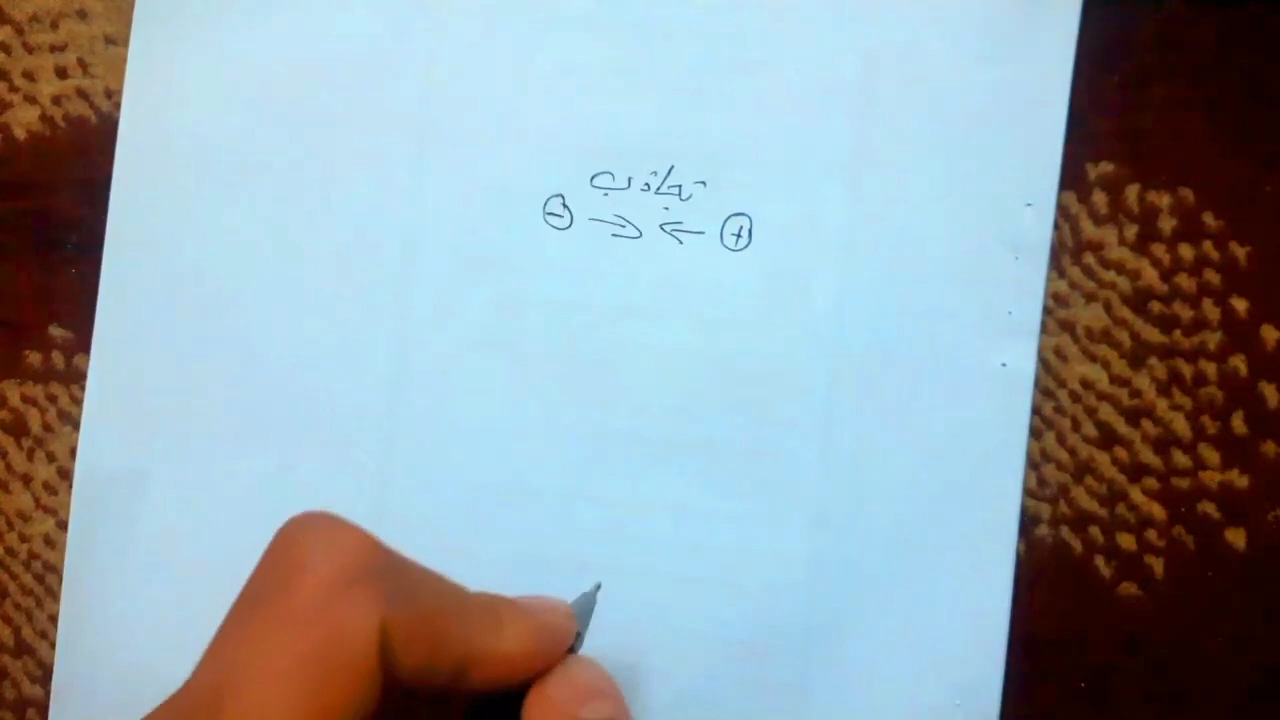 تجاذب
- → ← +